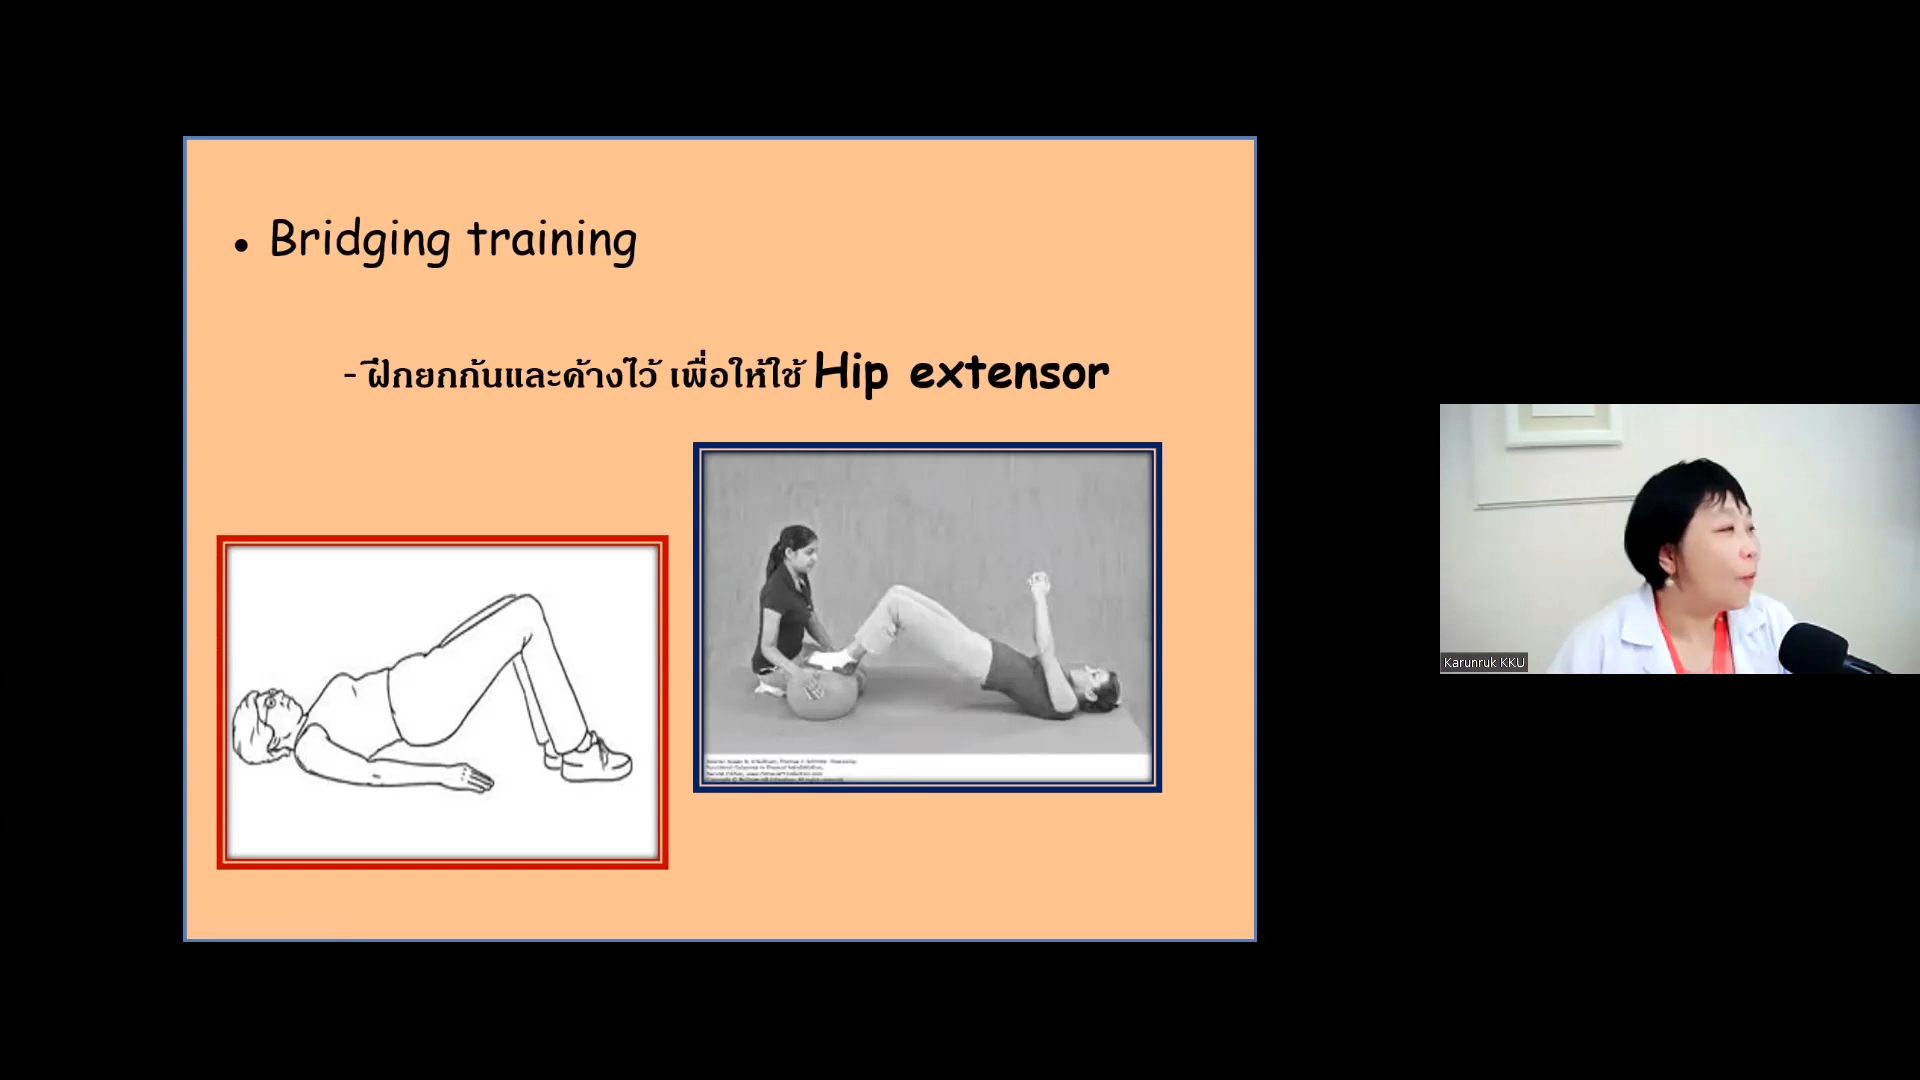 • Bridging training
- ฝึกยกก้นและค้างไว้ เพื่อให้ใช้ Hip extensor
Karunruk KKU